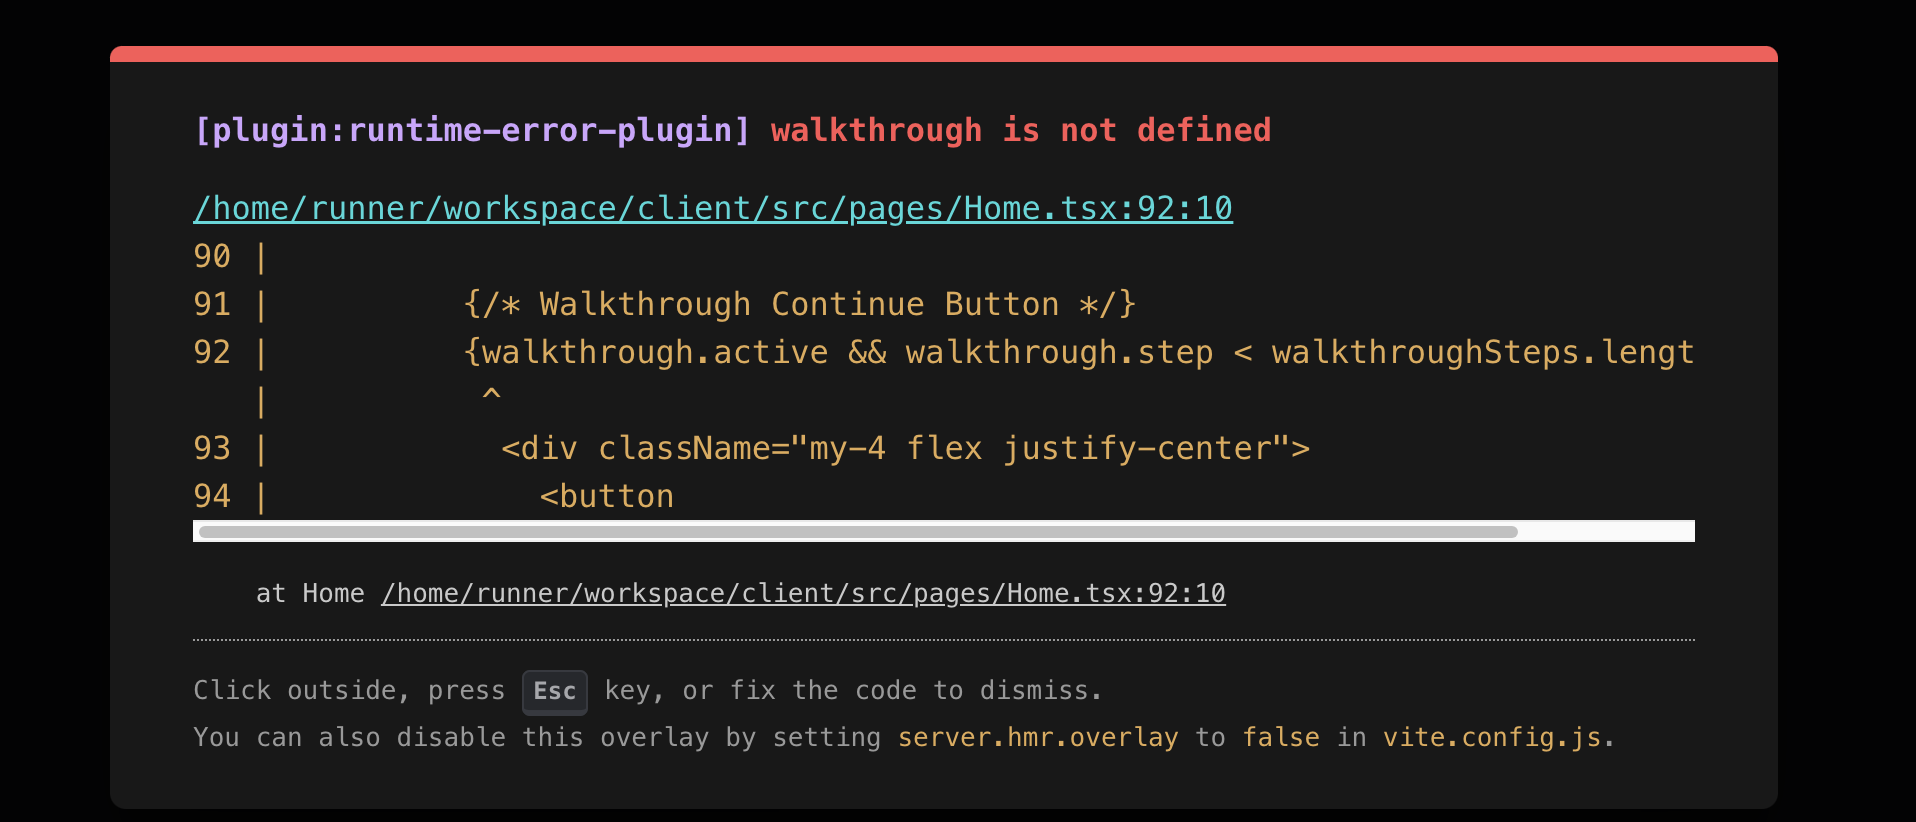 [plugin:runtime-error-plugin] walkthrough is not defined
/home/runner/workspace/client/src/pages/Home.tsx:92:10
90 |
91 |          {/* Walkthrough Continue Button */}
92 |          {walkthrough.active && walkthrough.step < walkthroughSteps.lengt
   |           ^
93 |            <div className="my-4 flex justify-center">
94 |              <button
at Home /home/runner/workspace/client/src/pages/Home.tsx:92:10
Click outside, press Esc key, or fix the code to dismiss.
You can also disable this overlay by setting server.hmr.overlay to false in vite.config.js.